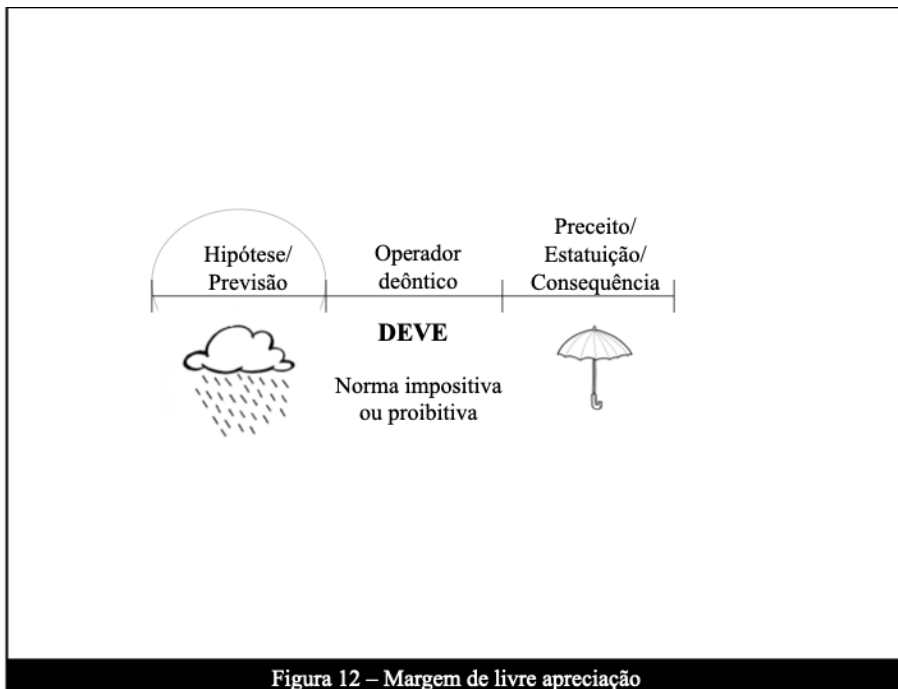 Hipótese/
Previsão
Operador
deôntico
Preceito/
Estatuição/
Consequência
DEVE
Norma impositiva
ou proibitiva
Figura 12 – Margem de livre apreciação